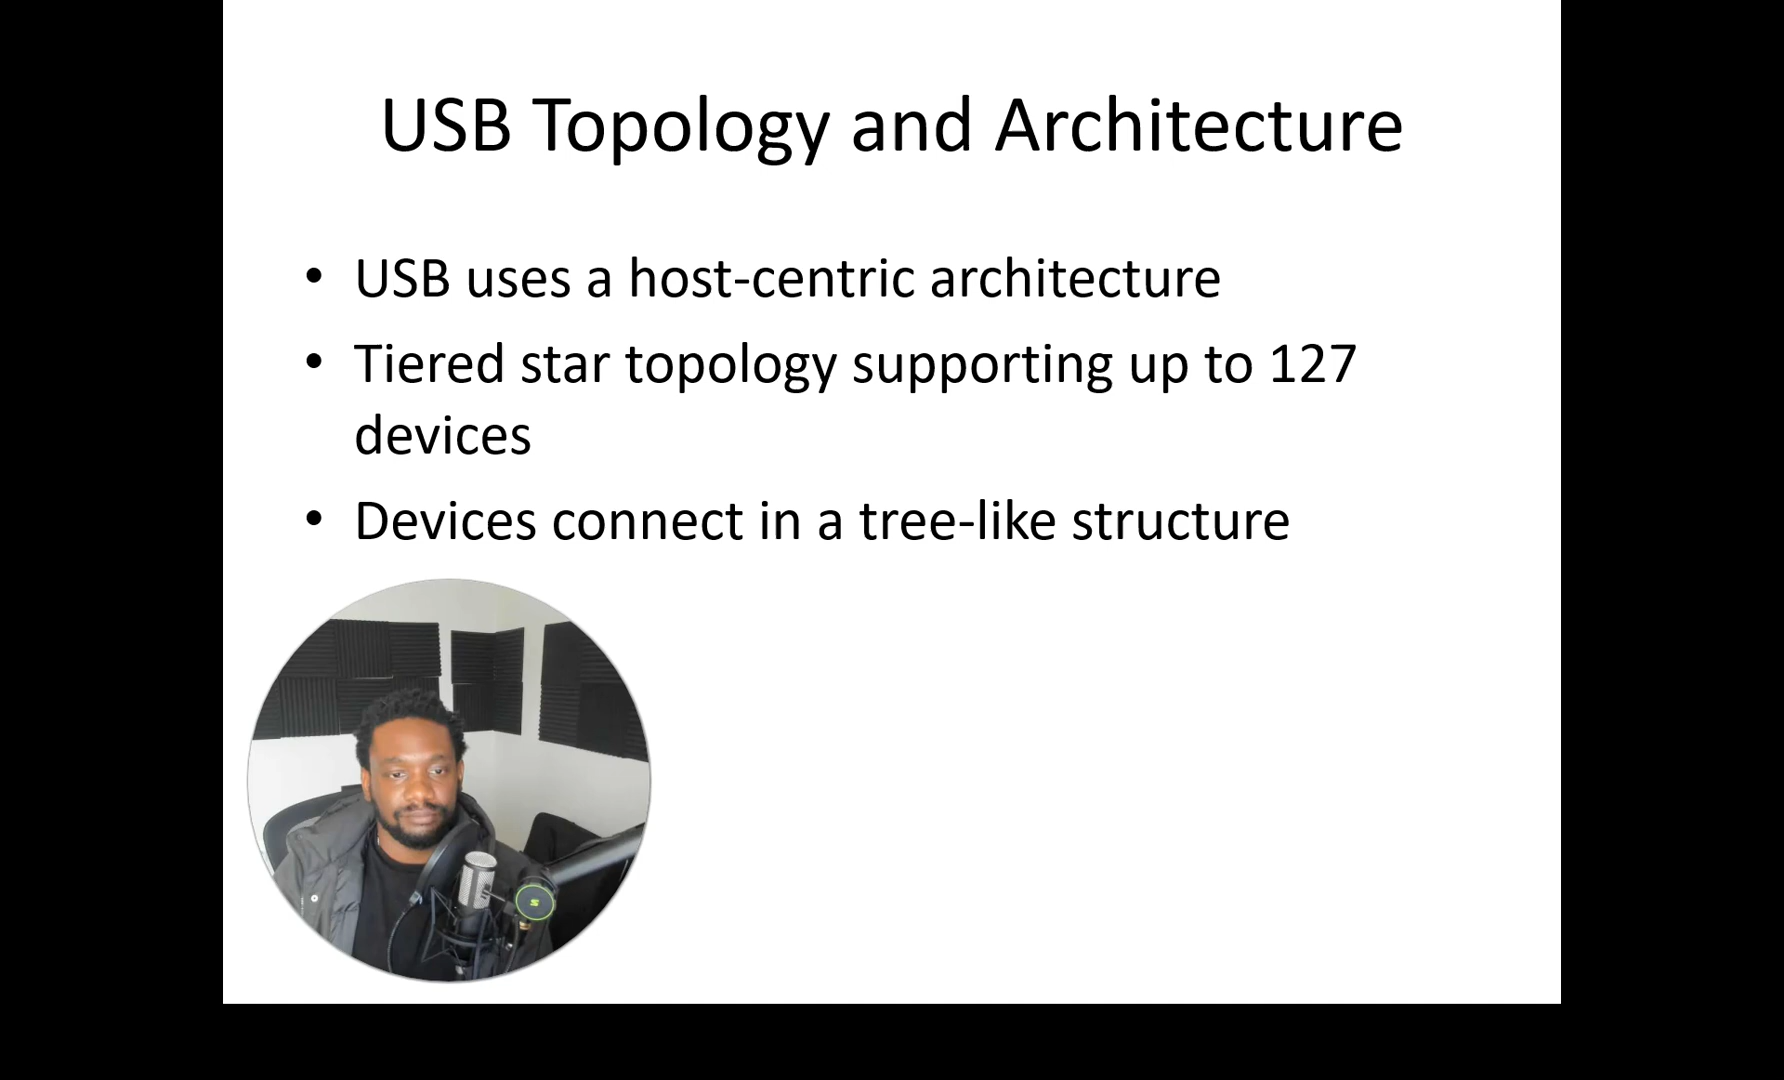 USB Topology and Architecture
• USB uses a host-centric architecture
• Tiered star topology supporting up to 127
devices
• Devices connect in a tree-like structure